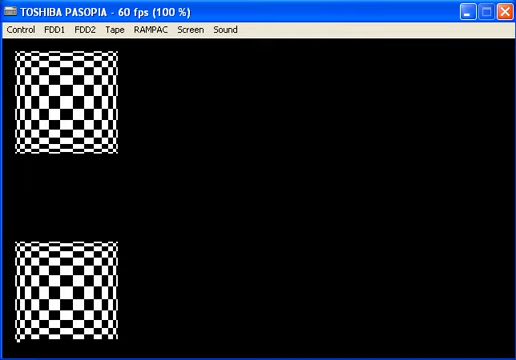 TOSHIBA PASOPIA - 60 fps (100 %)
Control FDD1 FDD2 Tape RAMPAC Screen Sound